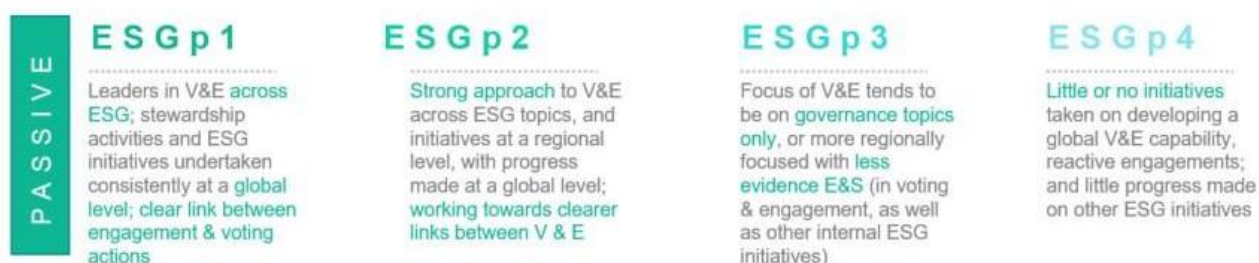 PASSIVE
ESGp1
Leaders in V&E across
ESG; stewardship
activities and ESG
initiatives undertaken
consistently at a global
level; clear link between
engagement & voting
actions
ESGp2
Strong approach to V&E
across ESG topics, and
initiatives at a regional
level, with progress
made at a global level;
working towards clearer
links between V & E
ESGp3
Focus of V&E tends to
be on governance topics
only, or more regionally
focused with less
evidence E&S (in voting
& engagement, as well
as other internal ESG
initiatives)
ESGp4
Little or no initiatives
taken on developing a
global V&E capability,
reactive engagements;
and little progress made
on other ESG initiatives